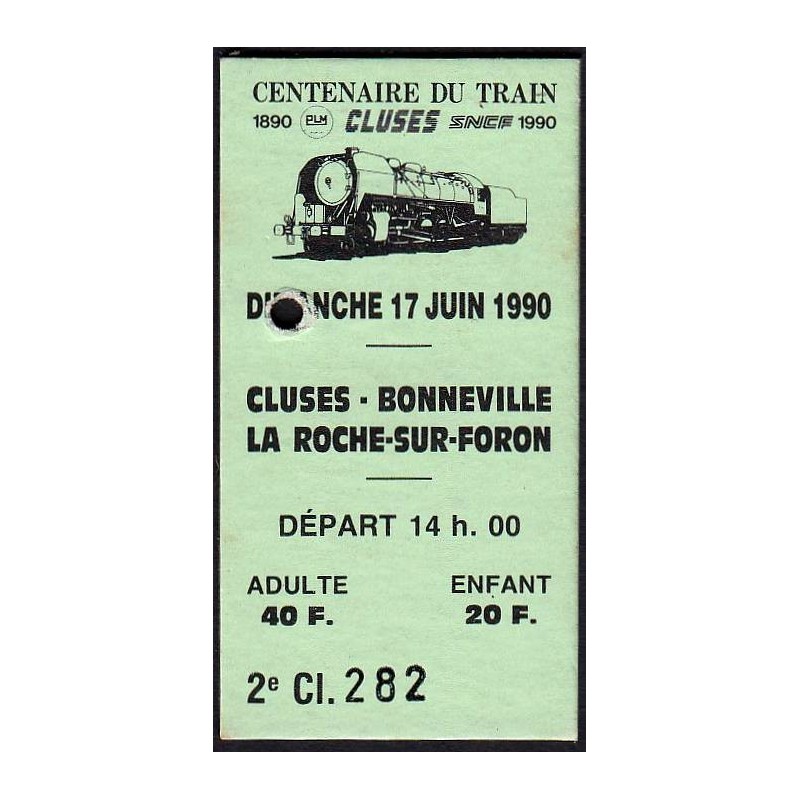 CENTENAIRE DU TRAIN
1890 PLM CLUSES SNCF 1990
17 JUIN 1990
CLUSES - BONNEVILLE
LA ROCHE-SUR-FORON
DÉPART 14 h. 00
ADULTE ENFANT
40 F. 20 F.
2e Cl. 282